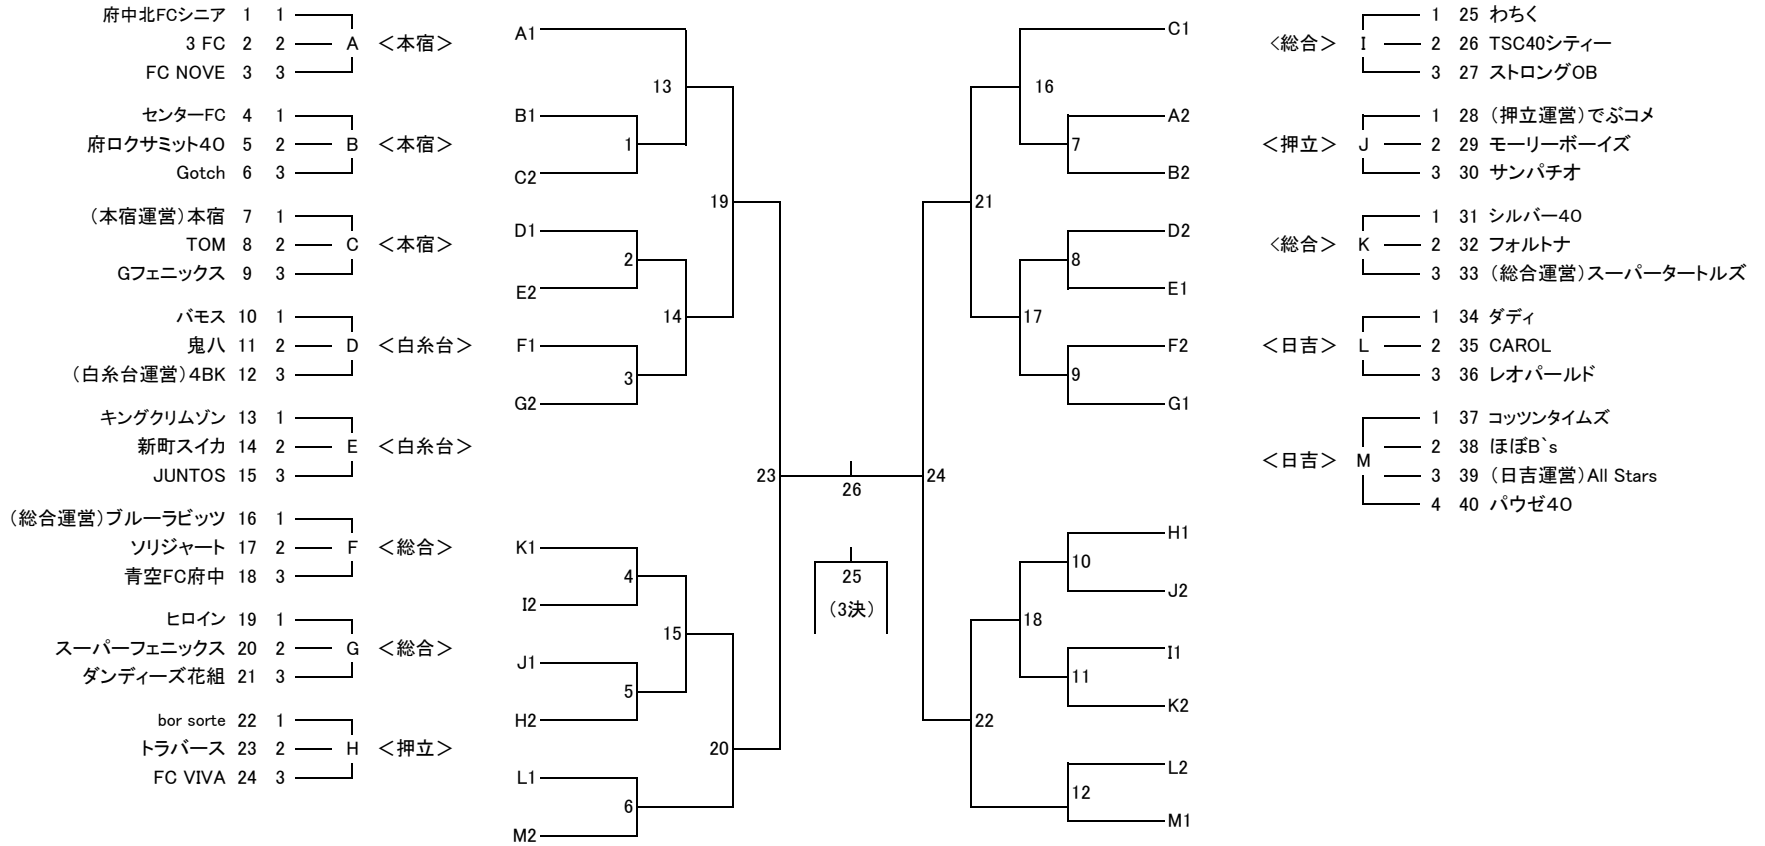 府中北FCシニア 1 1
3 FC 2 2 A ＜本宿＞
FC NOVE 3 3
センターFC 4 1
府ロクサミット40 5 2 B ＜本宿＞
Gotch 6 3
（本宿運営）本宿 7 1
TOM 8 2 C ＜本宿＞
Gフェニックス 9 3
バモス 10 1
鬼八 11 2 D ＜白糸台＞
（白糸台運営）4BK 12 3
キングクリムゾン 13 1
新町スイカ 14 2 E ＜白糸台＞
JUNTOS 15 3
（総合運営）ブルーラビッツ 16 1
ソリジャート 17 2 F ＜総合＞
青空FC府中 18 3
ヒロイン 19 1
スーパーフェニックス 20 2 G ＜総合＞
ダンディーズ花組 21 3
bor sorte 22 1
トラバース 23 2 H ＜押立＞
FC VIVA 24 3
A1
13
B1
1
C2
19
D1
2
E2
14
F1
3
G2
23
K1
4
I2
15
J1
5
H2
20
L1
6
M2
26
25
（3決）
C1
16
A2
7
B2
21
D2
8
E1
17
F2
9
G1
24
H1
10
J2
18
I1
11
K2
22
L2
12
M1
1 25 わちく
＜総合＞ I 2 26 TSC40シティー
3 27 ストロングOB
1 28 （押立運営）でぶコメ
＜押立＞ J 2 29 モーリーボーイズ
3 30 サンパチオ
1 31 シルバー40
＜総合＞ K 2 32 フォルトナ
3 33 （総合運営）スーパータートルズ
1 34 ダディ
＜日吉＞ L 2 35 CAROL
3 36 レオパールド
1 37 コッツンタイムズ
2 38 ほぼB`s
＜日吉＞ M
3 39 （日吉運営）All Stars
4 40 パウゼ40